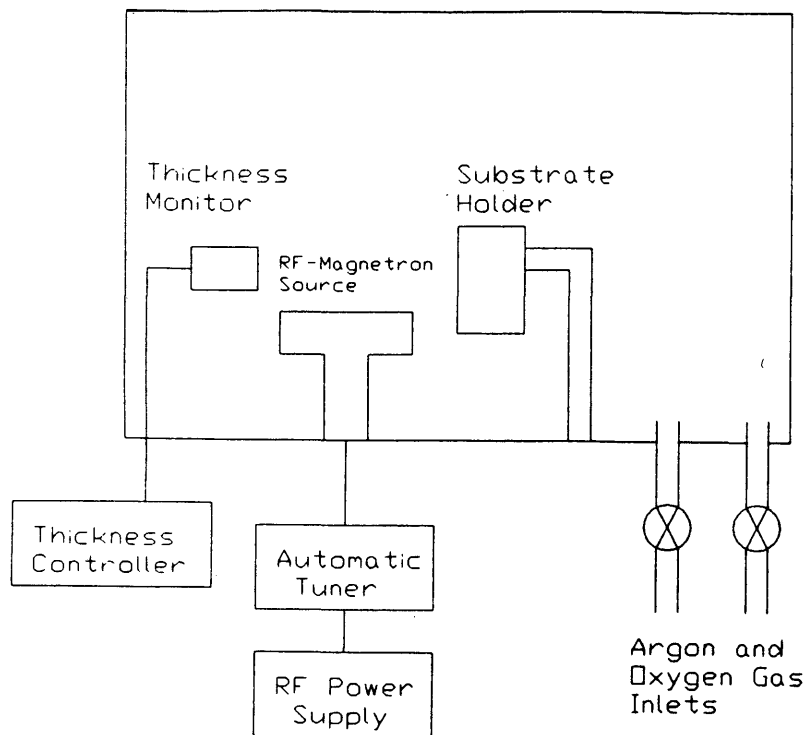 Thickness
Monitor
Substrate
Holder
RF-Magnetron
Source
Thickness
Controller
Automatic
Tuner
RF Power
Supply
Argon and
Oxygen Gas
Inlets